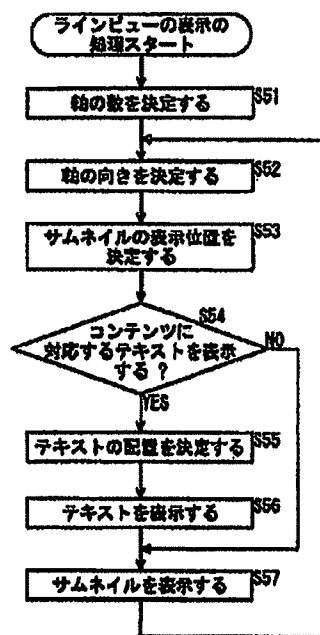 ラインビューの表示の
処理スタート
軸の数を決定する
S51
軸の向きを決定する
S52
サムネイルの表示位置を
決定する
S53
コンテンツに
対応するテキストを表示
する？
S54
NO
YES
テキストの配置を決定する
S55
テキストを表示する
S56
サムネイルを表示する
S57